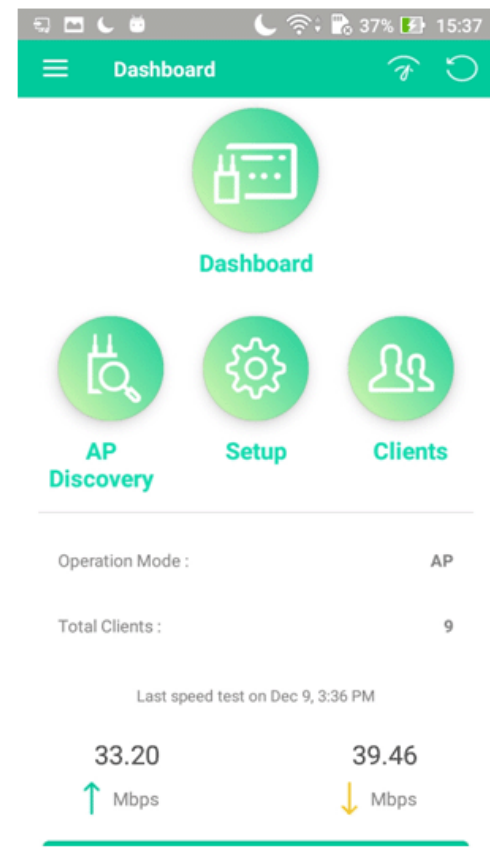 37% 15:37
Dashboard
Dashboard
AP
Discovery
Setup
Clients
Operation Mode : AP
Total Clients : 9
Last speed test on Dec 9, 3:36 PM
33.20 39.46
Mbps Mbps